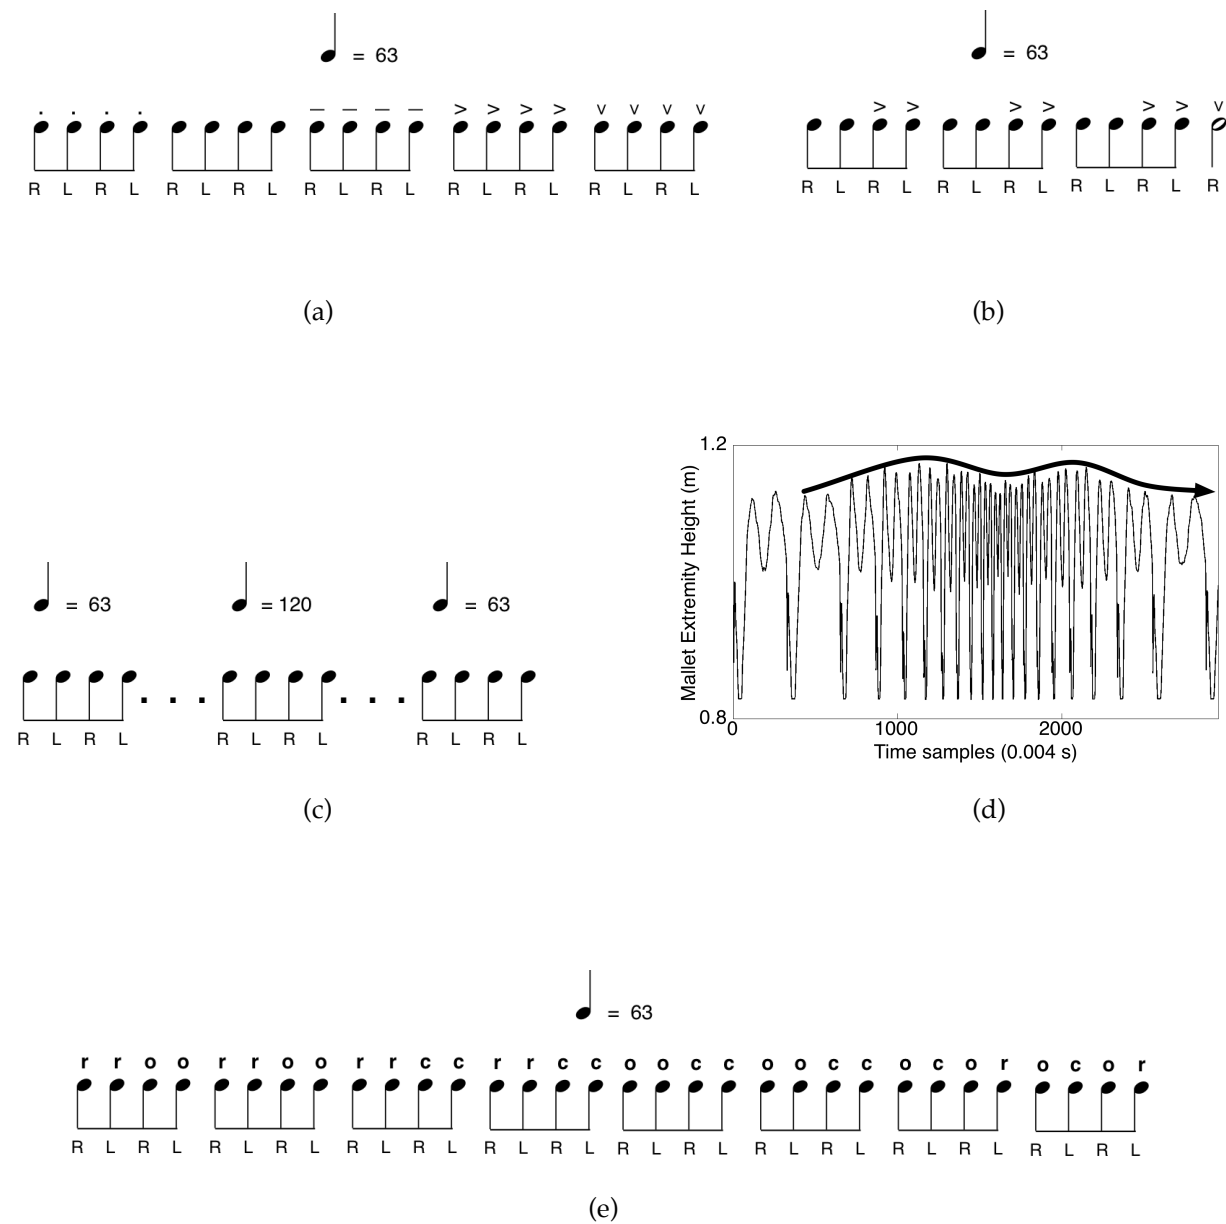 = 63
= 63
> > > >
> > > > > >
R L R L R L R L R L R L R L R L R L R L
R L R L R L R L R L R L R
(a)
(b)
1.2
Mallet Extremity Height (m)
0.8
0 1000 2000
Time samples (0.004 s)
= 63 = 120 = 63
. . . . . .
R L R L R L R L R L R L
(c)
(d)
= 63
r r o o r r o o r r c c r r c c o o c c o o c c o c o r o c o r
R L R L R L R L R L R L R L R L R L R L R L R L R L R L R L R L
(e)